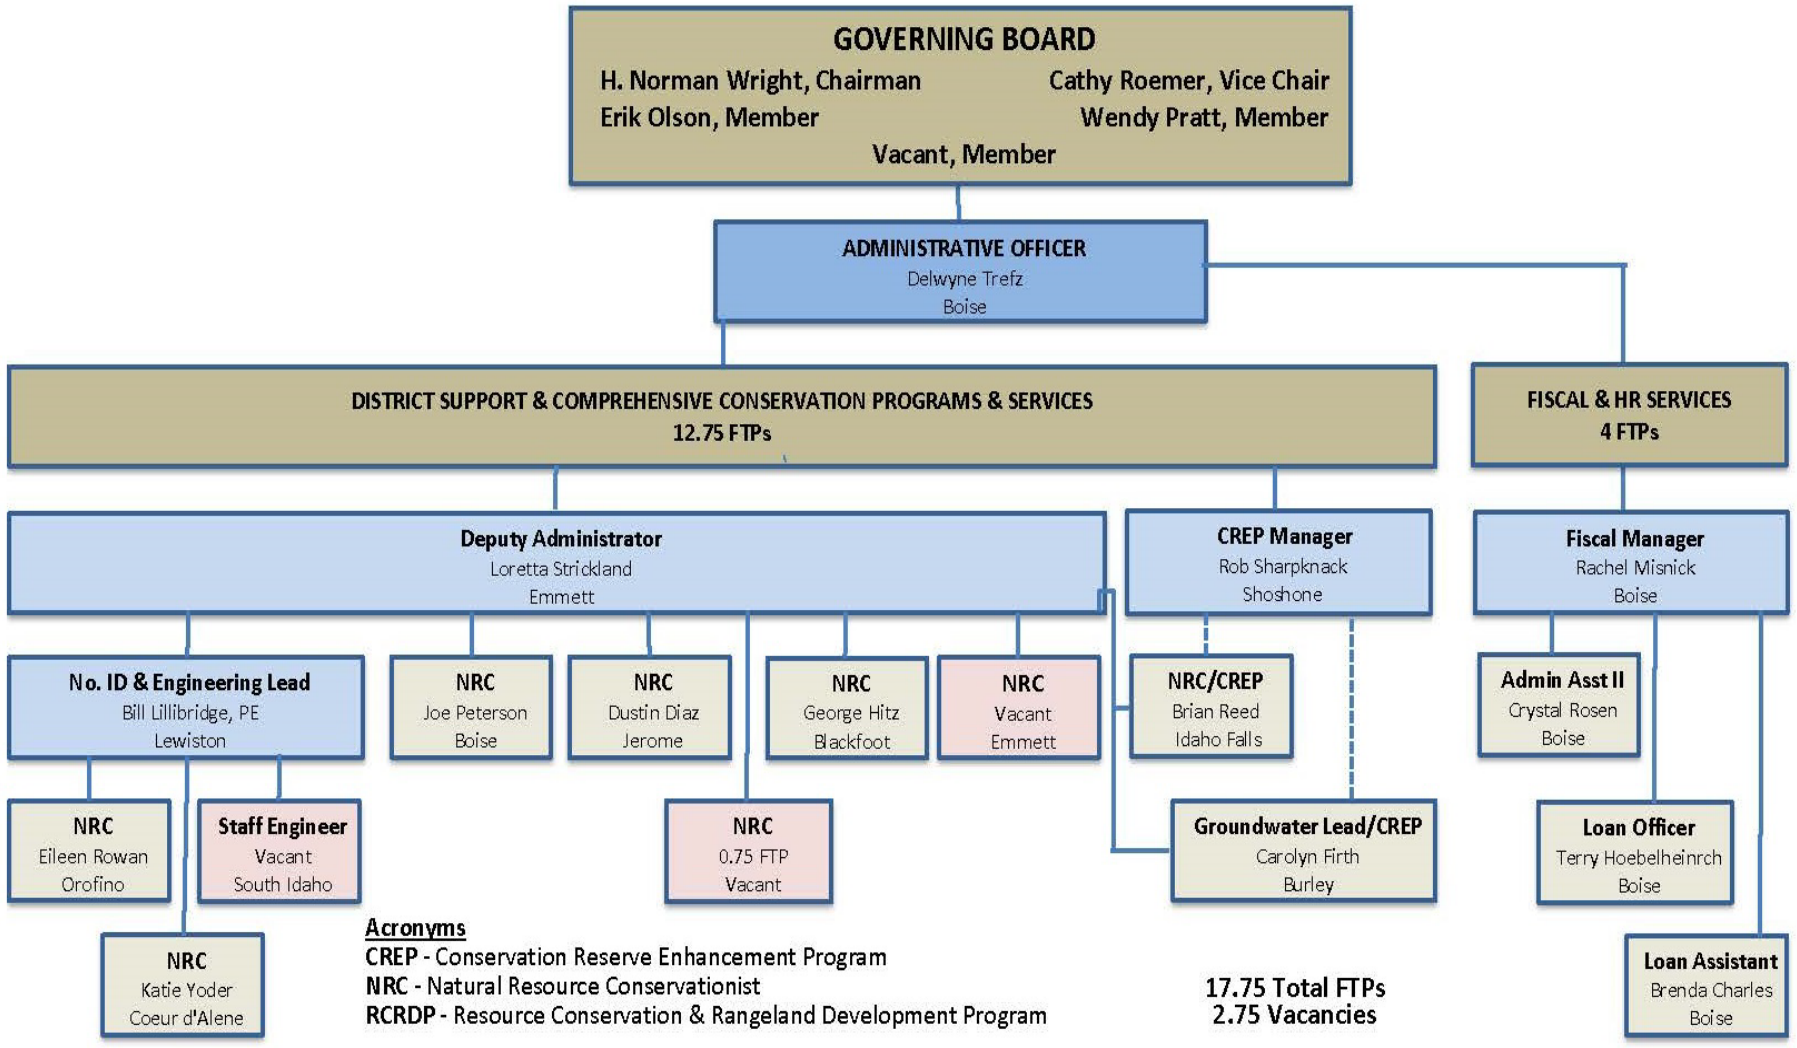 GOVERNING BOARD
H. Norman Wright, Chairman
Cathy Roemer, Vice Chair
Erik Olson, Member
Wendy Pratt, Member
Vacant, Member
ADMINISTRATIVE OFFICER
Delwyne Trefz
Boise
DISTRICT SUPPORT & COMPREHENSIVE CONSERVATION PROGRAMS & SERVICES
12.75 FTPs
FISCAL & HR SERVICES
4 FTPs
Deputy Administrator
Loretta Strickland
Emmett
CREP Manager
Rob Sharpknack
Shoshone
Fiscal Manager
Rachel Misnick
Boise
No. ID & Engineering Lead
Bill Lillibridge, PE
Lewiston
NRC
Joe Peterson
Boise
NRC
Dustin Diaz
Jerome
NRC
George Hitz
Blackfoot
NRC
Vacant
Emmett
NRC/CREP
Brian Reed
Idaho Falls
Admin Asst II
Crystal Rosen
Boise
NRC
Eileen Rowan
Orofino
Staff Engineer
Vacant
South Idaho
NRC
0.75 FTP
Vacant
Groundwater Lead/CREP
Carolyn Firth
Burley
Loan Officer
Terry Hoebelheinrch
Boise
NRC
Katie Yoder
Coeur d'Alene
Loan Assistant
Brenda Charles
Boise
Acronyms
CREP - Conservation Reserve Enhancement Program
NRC - Natural Resource Conservationist
RCRDP - Resource Conservation & Rangeland Development Program
17.75 Total FTPs
2.75 Vacancies